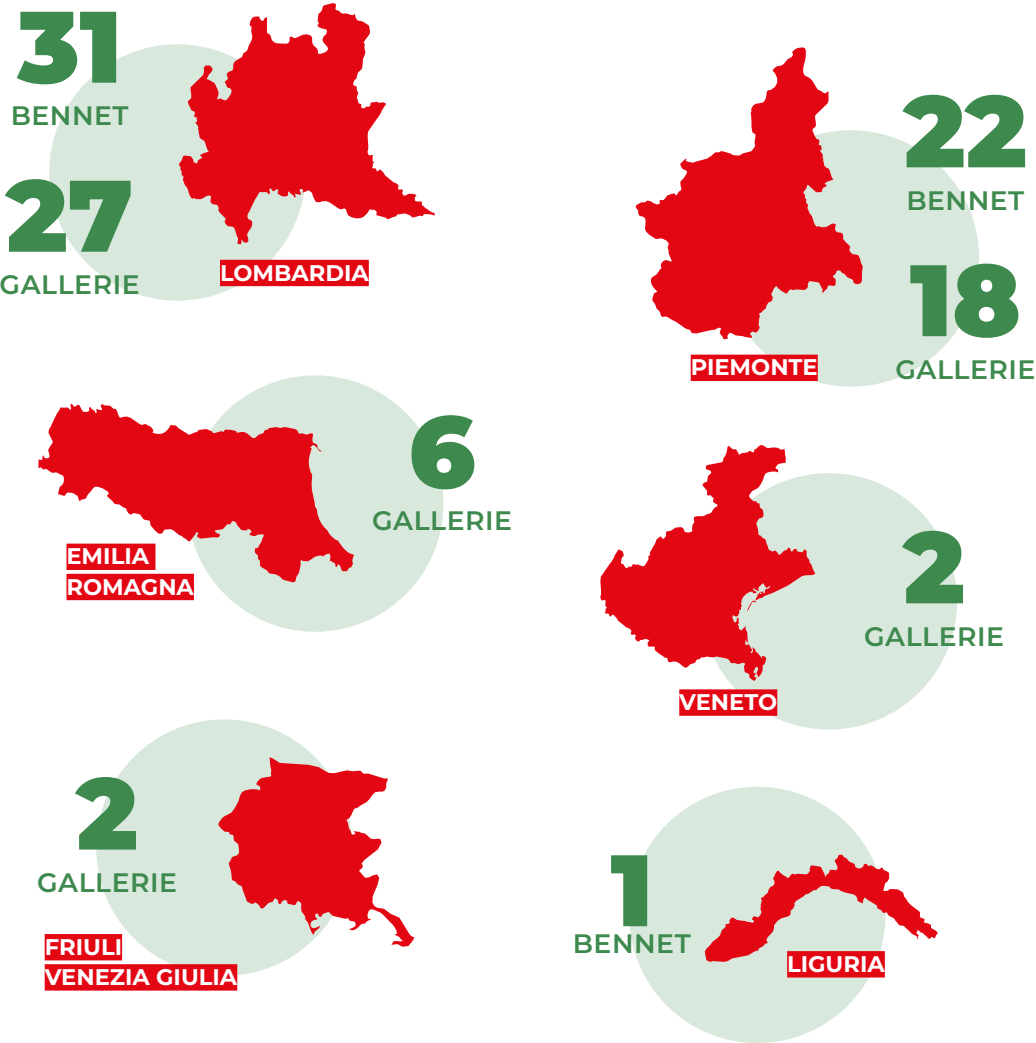 31
BENNET
27
GALLERIE
LOMBARDIA
22
BENNET
18
GALLERIE
PIEMONTE
6
GALLERIE
EMILIA
ROMAGNA
2
GALLERIE
VENETO
2
GALLERIE
FRIULI
VENEZIA GIULIA
1
BENNET
LIGURIA